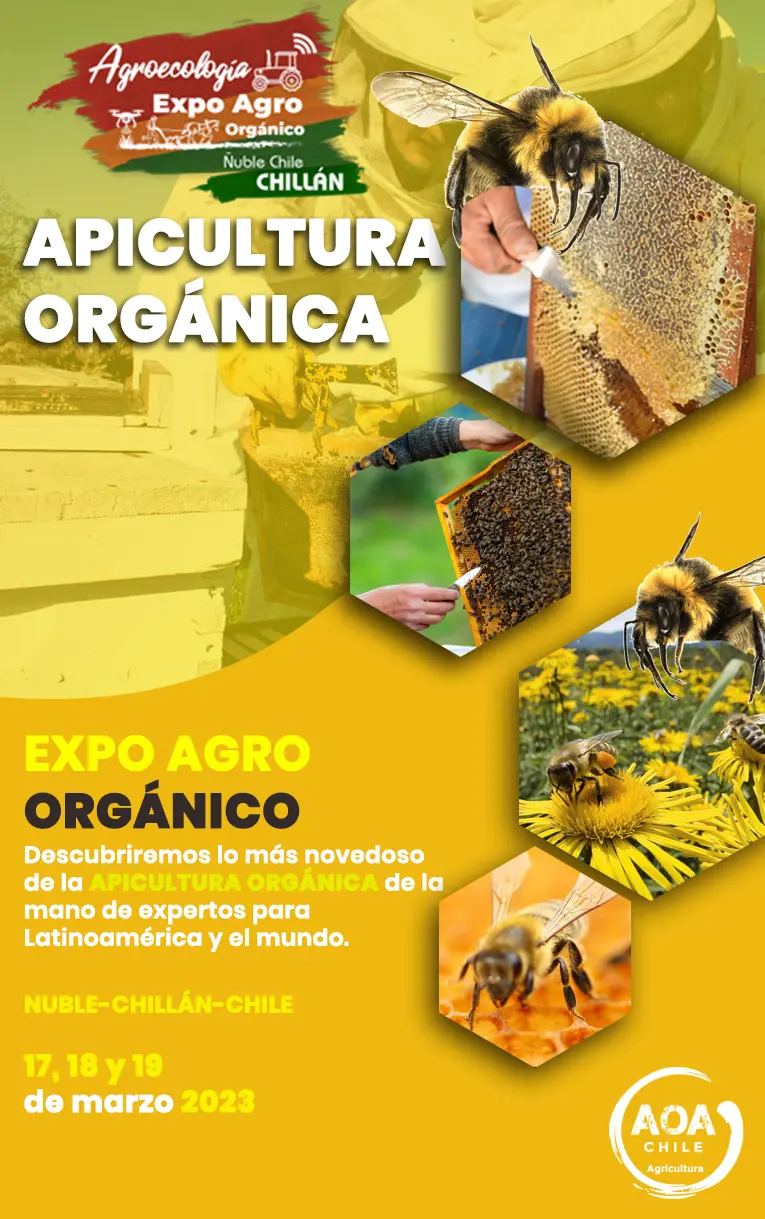 Agroecología
Expo Agro
Orgánico
Ñuble Chile
CHILLÁN
APICULTURA
ORGÁNICA
EXPO AGRO
ORGÁNICO
Descubriremos lo más novedoso
de la APICULTURA ORGÁNICA de la
mano de expertos para
Latinoamérica y el mundo.
NUBLE-CHILLÁN-CHILE
17, 18 y 19
de marzo 2023
AOA
CHILE
Agricultura